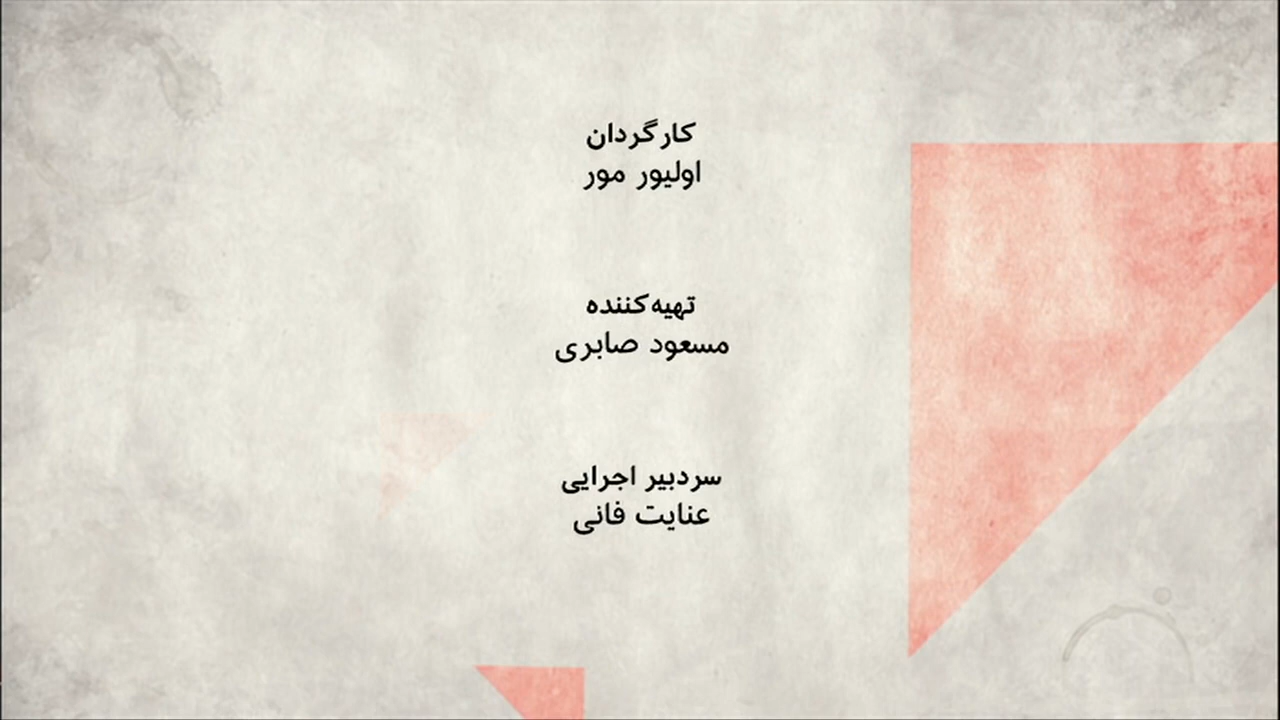 کارگردان
اولیور مور
تهیه‌کننده
مسعود صابری
سردبیر اجرایی
عنایت فانی